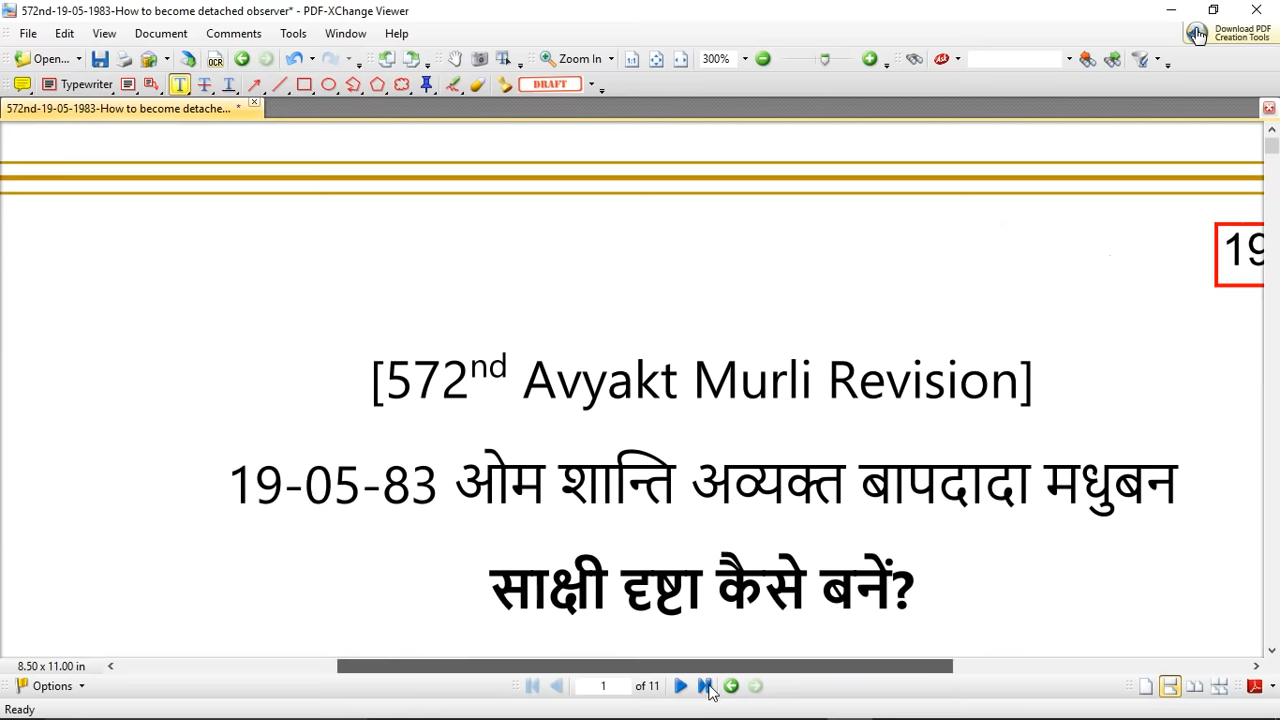 572nd-19-05-1983-How to become detached observer* - PDF-XChange Viewer
File Edit View Document Comments Tools Window Help
Download PDF
Creation Tools
Open... OCR Zoom In 300%
Typewriter T T T DRAFT
572nd-19-05-1983-How to become detache... *
19
[572nd Avyakt Murli Revision]
19-05-83 ओम शान्ति अव्यक्त बापदादा मधुबन
साक्षी दृष्टा कैसे बनें?
8.50 x 11.00 in
Options 1 of 11
Ready